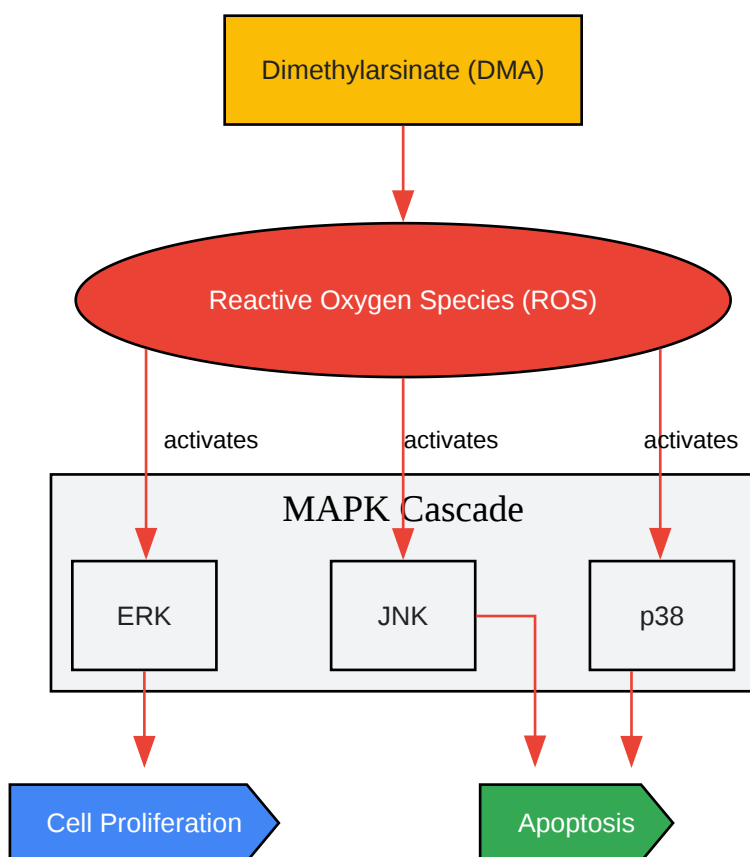 Dimethylarsinate (DMA)
Reactive Oxygen Species (ROS)
activates
activates
activates
MAPK Cascade
ERK
JNK
p38
Cell Proliferation
Apoptosis